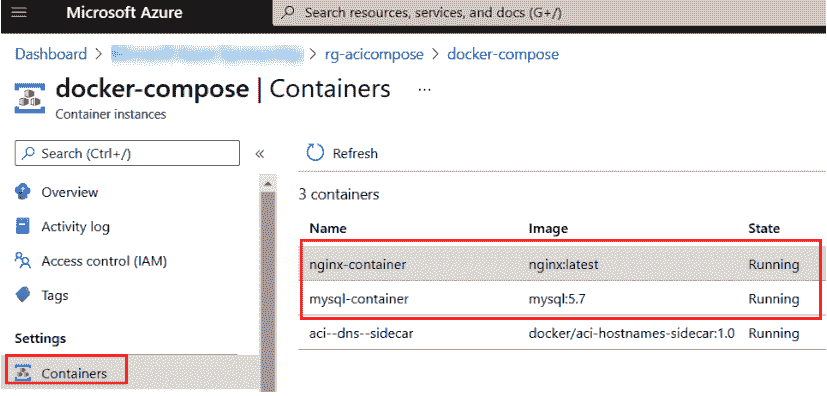 Microsoft Azure
Search resources, services, and docs (G+/)
Dashboard > > rg-acicompose > docker-compose
docker-compose | Containers ...
Container instances
Search (Ctrl+/)
«
Overview
Activity log
Access control (IAM)
Tags
Settings
Containers
Refresh
3 containers
Name Image State
nginx-container nginx:latest Running
mysql-container mysql:5.7 Running
aci--dns--sidecar docker/aci-hostnames-sidecar:1.0 Running